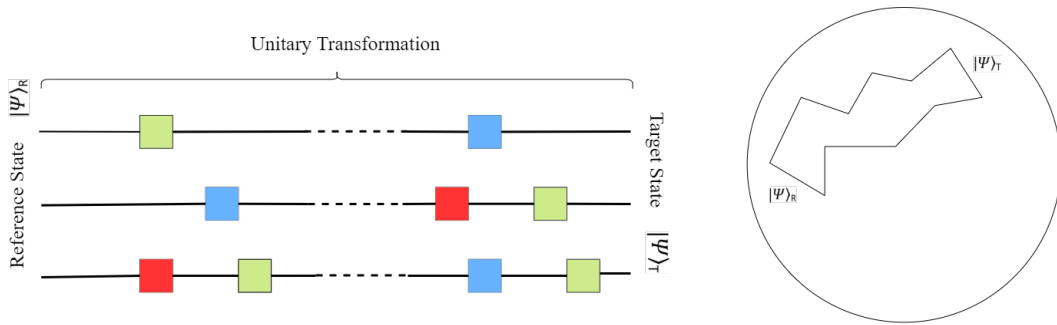 Unitary Transformation
|Ψ⟩R
Reference State
Target State
|Ψ⟩T
|Ψ⟩T
|Ψ⟩R